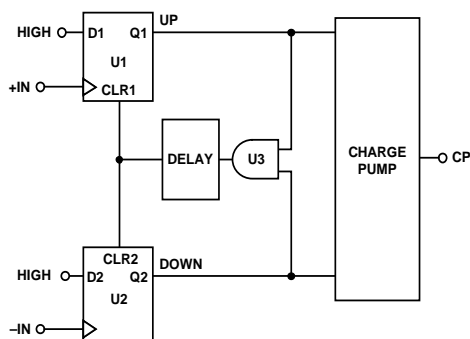 UP
HIGH D1 Q1
U1
+IN CLR1
DELAY U3 CHARGE
PUMP CP
CLR2 DOWN
HIGH D2 Q2
U2
–IN